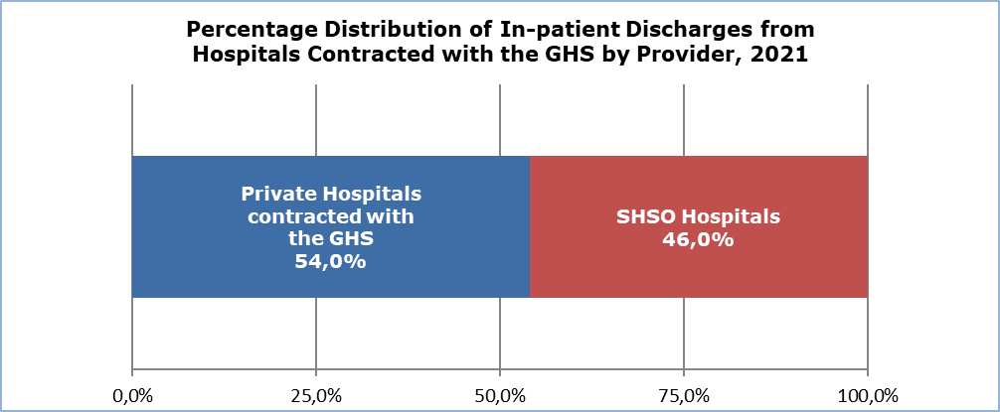 Percentage Distribution of In-patient Discharges from
Hospitals Contracted with the GHS by Provider, 2021
Private Hospitals
contracted with
the GHS
54,0%
SHSO Hospitals
46,0%
0,0%
25,0%
50,0%
75,0%
100,0%